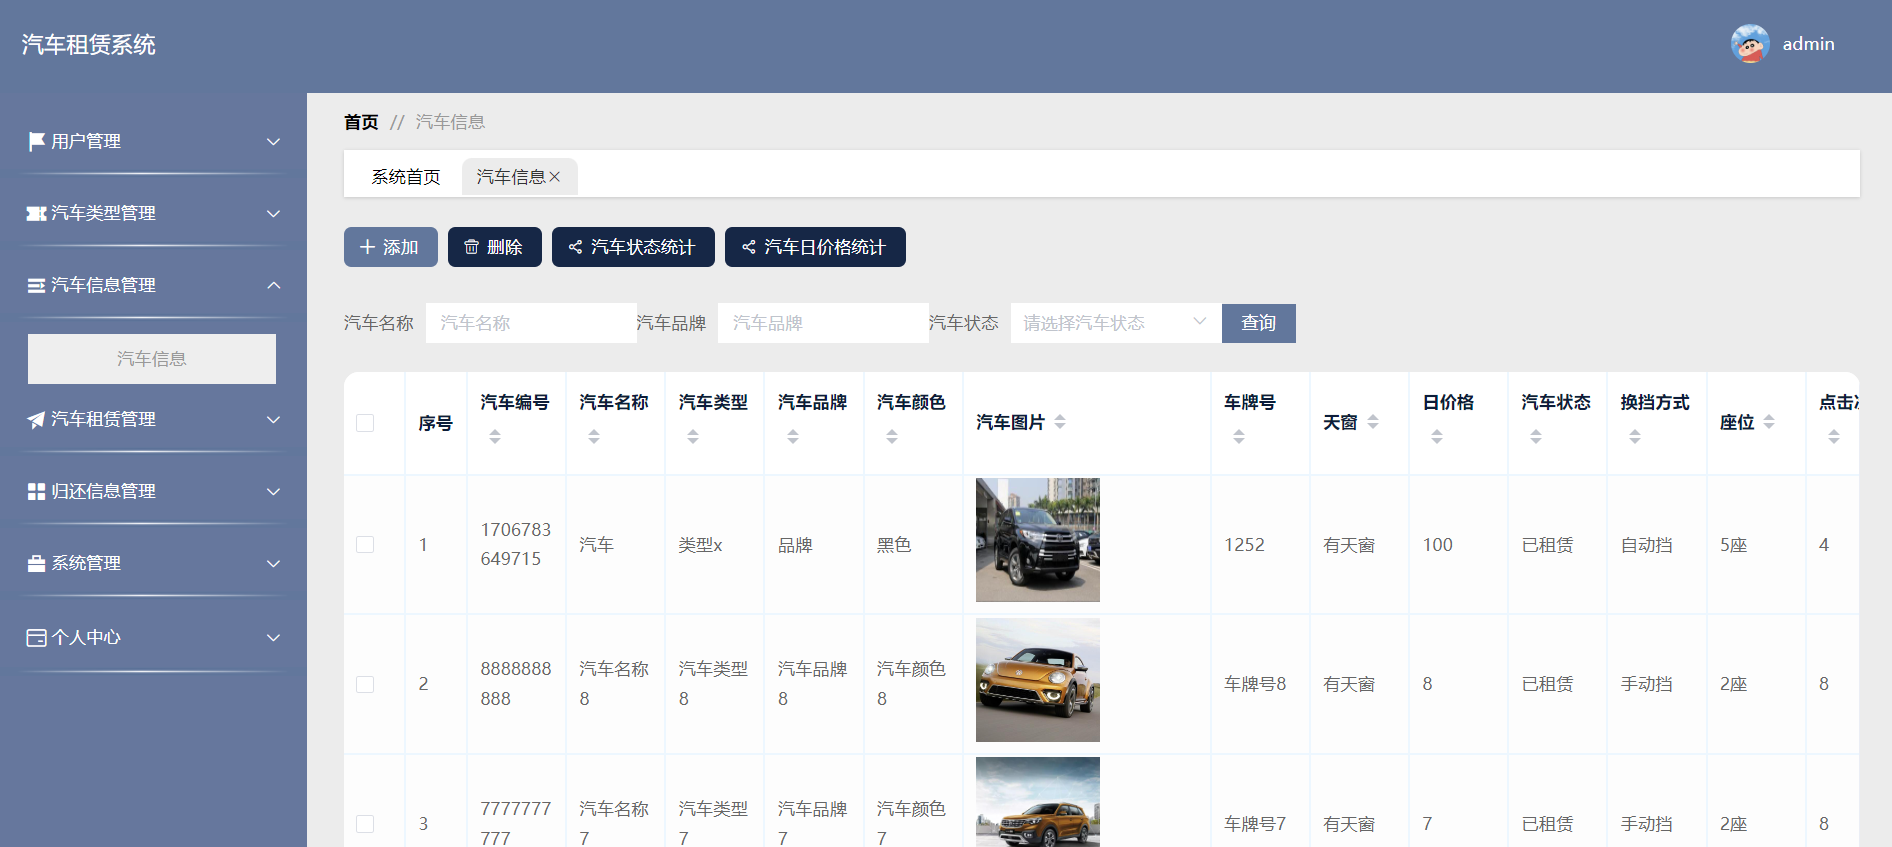 汽车租赁系统
admin
用户管理
汽车类型管理
汽车信息管理
汽车信息
汽车租赁管理
归还信息管理
系统管理
个人中心
首页 // 汽车信息
系统首页 汽车信息×
添加 删除 汽车状态统计 汽车日价格统计
汽车名称 汽车名称 汽车品牌 汽车品牌 汽车状态 请选择汽车状态 查询
序号 汽车编号 汽车名称 汽车类型 汽车品牌 汽车颜色 汽车图片 车牌号 天窗 日价格 汽车状态 换挡方式 座位 点击
1 1706783649715 汽车 类型x 品牌 黑色 1252 有天窗 100 已租赁 自动挡 5座 4
2 8888888888 汽车名称8 汽车类型8 汽车品牌8 汽车颜色8 车牌号8 有天窗 8 已租赁 手动挡 2座 8
3 7777777777 汽车名称7 汽车类型7 汽车品牌7 汽车颜色7 车牌号7 有天窗 7 已租赁 手动挡 2座 8